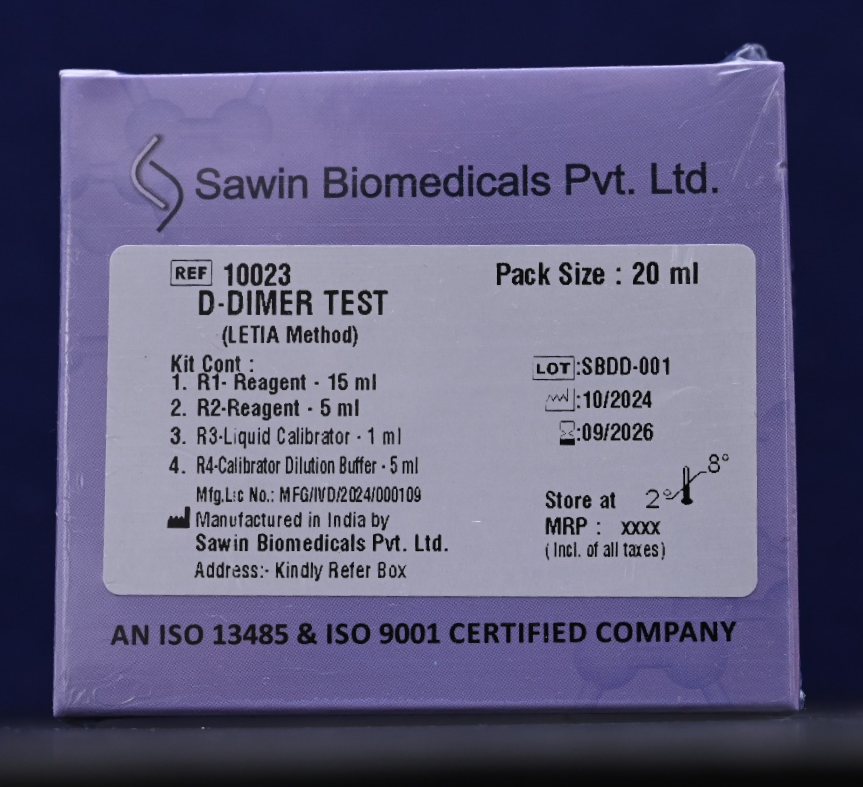 Sawin Biomedicals Pvt. Ltd.
REF 10023
Pack Size : 20 ml
D-DIMER TEST
(LETIA Method)
Kit Cont :
1. R1- Reagent - 15 ml
2. R2-Reagent - 5 ml
3. R3-Liquid Calibrator - 1 ml
4. R4-Calibrator Dilution Buffer - 5 ml
Mfg.Lic No.: MFG/IVD/2024/000109
Manufactured in India by
Sawin Biomedicals Pvt. Ltd.
Address:- Kindly Refer Box
LOT :SBDD-001
:10/2024
:09/2026
Store at 2° 8°
MRP : xxxx
( Incl. of all taxes)
AN ISO 13485 & ISO 9001 CERTIFIED COMPANY